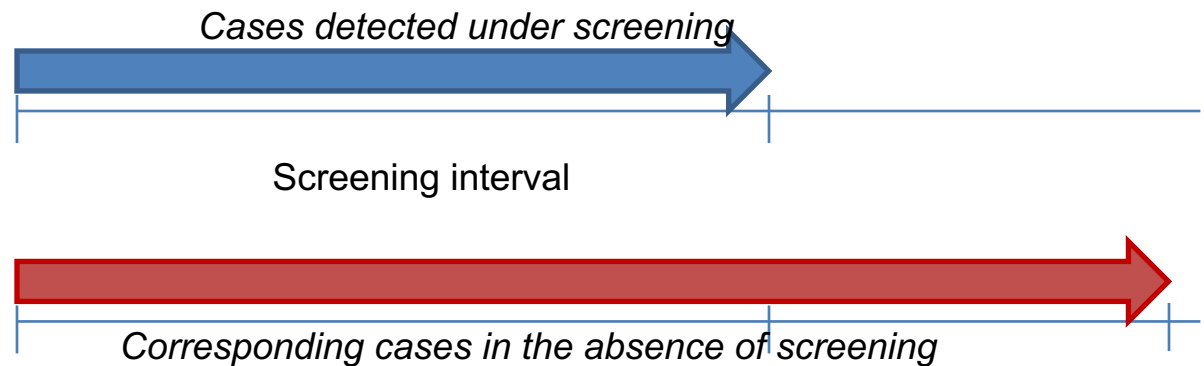 Cases detected under screening
Screening interval
Corresponding cases in the absence of screening